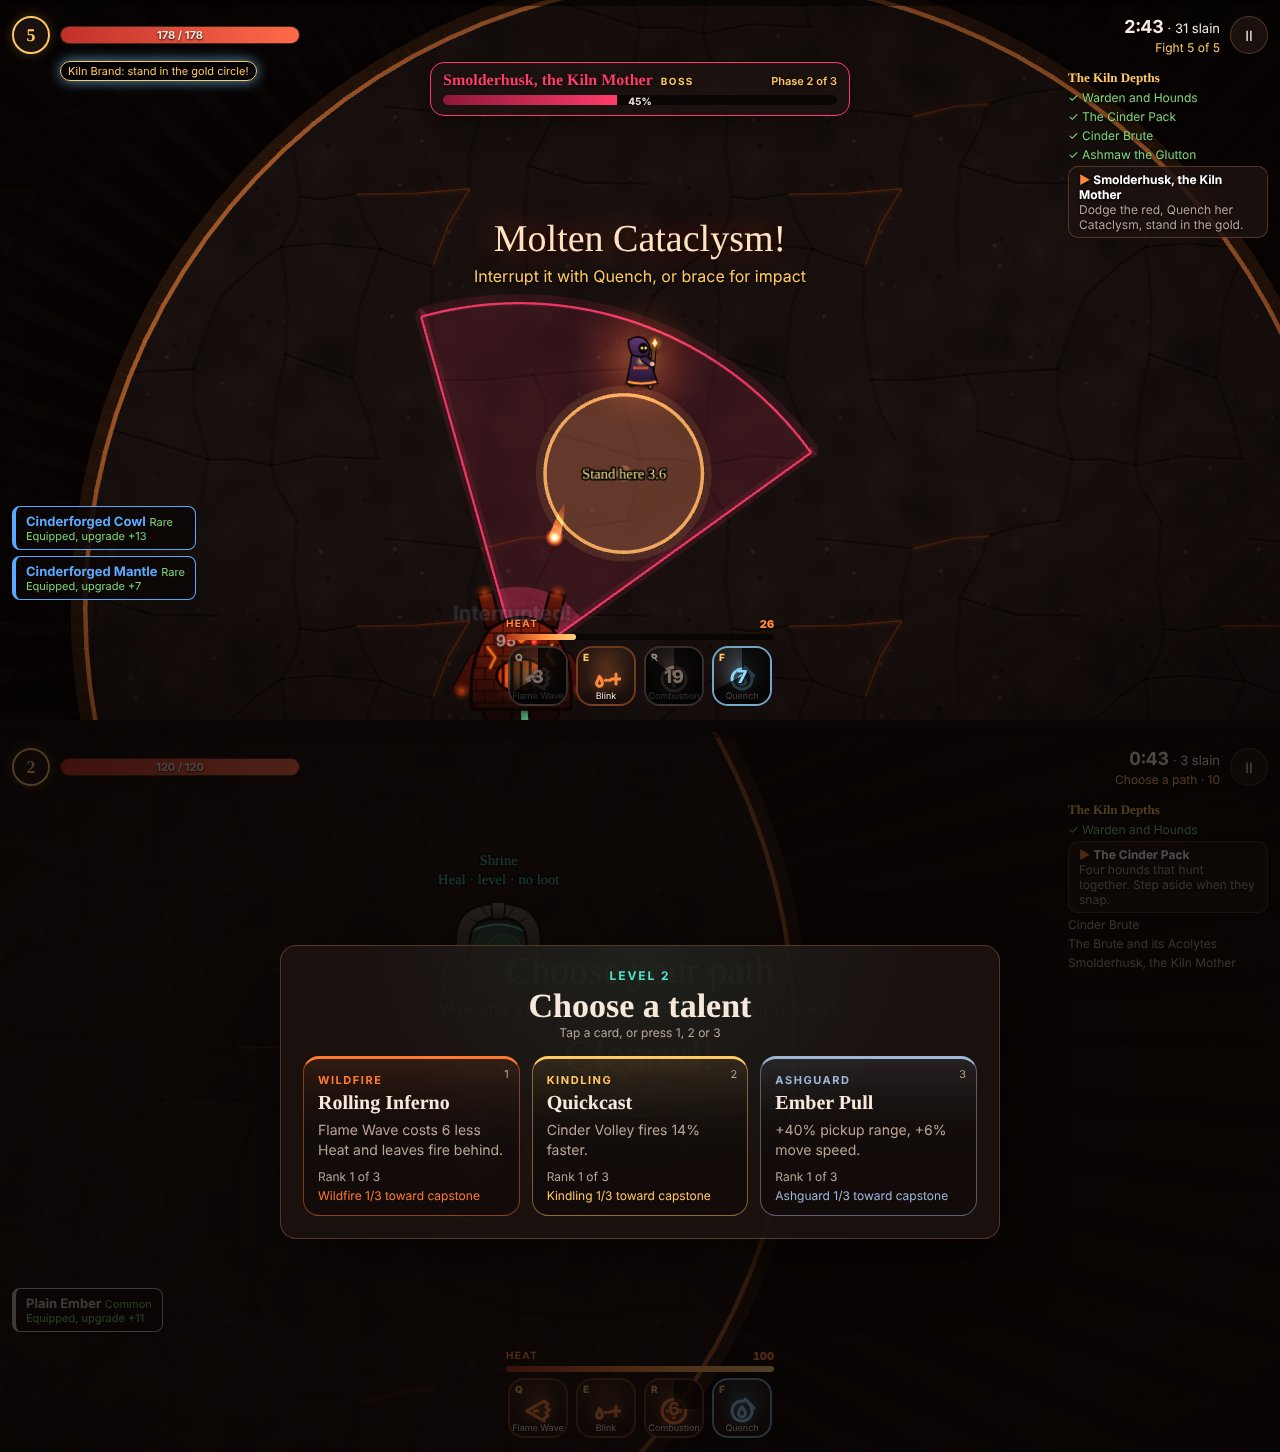 5
178 / 178
Kiln Brand: stand in the gold circle!
2:43 · 31 slain
Fight 5 of 5
Smolderhusk, the Kiln Mother BOSS Phase 2 of 3
45%
The Kiln Depths
✓ Warden and Hounds
✓ The Cinder Pack
✓ Cinder Brute
✓ Ashmaw the Glutton
▶ Smolderhusk, the Kiln
Mother
Dodge the red, Quench her
Cataclysm, stand in the gold.
Molten Cataclysm!
Interrupt it with Quench, or brace for impact
Stand here 3.6
Cinderforged Cowl Rare
Equipped, upgrade +13
Cinderforged Mantle Rare
Equipped, upgrade +7
Interrupted!
HEAT 26
Q E R F
19 7
Flame Wave Blink Combustion Quench
2
120 / 120
0:43 · 3 slain
Choose a path · 10
The Kiln Depths
✓ Warden and Hounds
▶ The Cinder Pack
Four hounds that hunt
together. Step aside when they
snap.
Cinder Brute
The Brute and its Acolytes
Smolderhusk, the Kiln Mother
Shrine
Heal · level · no loot
Choose your path
LEVEL 2
Choose a talent
Tap a card, or press 1, 2 or 3
WILDFIRE 1
Rolling Inferno
Flame Wave costs 6 less
Heat and leaves fire behind.
Rank 1 of 3
Wildfire 1/3 toward capstone
KINDLING 2
Quickcast
Cinder Volley fires 14%
faster.
Rank 1 of 3
Kindling 1/3 toward capstone
ASHGUARD 3
Ember Pull
+40% pickup range, +6%
move speed.
Rank 1 of 3
Ashguard 1/3 toward capstone
Plain Ember Common
Equipped, upgrade +11
HEAT 100
Q E R F
6
Flame Wave Blink Combustion Quench